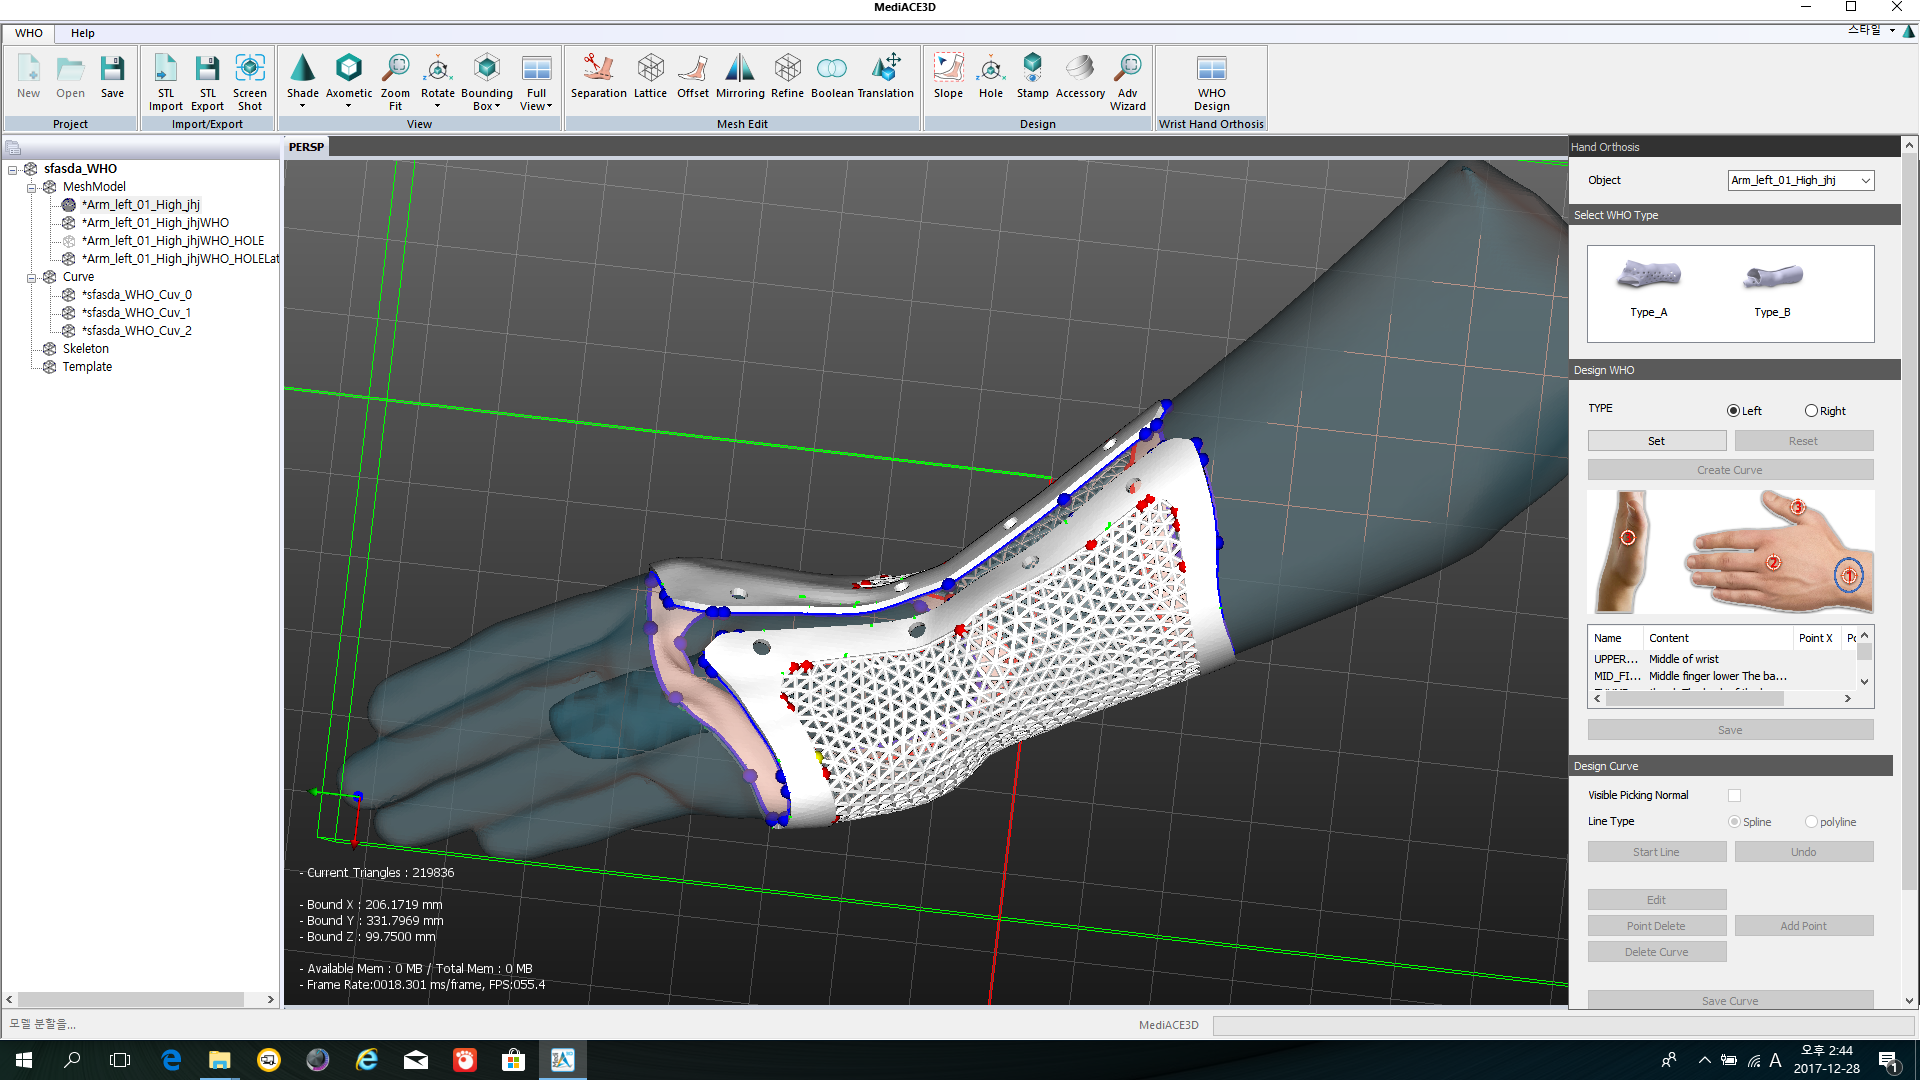 MediACE3D
WHO Help 스타일
New Open Save STL Import STL Export Screen Shot Shade Axometic Zoom Fit Rotate Bounding Box Full View Separation Lattice Offset Mirroring Refine Boolean Translation Slope Hole Stamp Accessory Adv Wizard WHO Design
Project Import/Export View Mesh Edit Design Wrist Hand Orthosis
PERSP
sfasda_WHO
MeshModel
*Arm_left_01_High_jhj
*Arm_left_01_High_jhjWHO
*Arm_left_01_High_jhjWHO_HOLE
*Arm_left_01_High_jhjWHO_HOLELat
Curve
*sfasda_WHO_Cuv_0
*sfasda_WHO_Cuv_1
*sfasda_WHO_Cuv_2
Skeleton
Template
- Current Triangles : 219836
- Bound X : 206.1719 mm
- Bound Y : 331.7969 mm
- Bound Z : 99.7500 mm
- Available Mem : 0 MB / Total Mem : 0 MB
- Frame Rate:0018.301 ms/frame, FPS:055.4
Hand Orthosis
Object Arm_left_01_High_jhj
Select WHO Type
Type_A Type_B
Design WHO
TYPE Left Right
Set Reset
Create Curve
3
2
1
Name Content Point X Pc
UPPER... Middle of wrist
MID_FI... Middle finger lower The ba...
Save
Design Curve
Visible Picking Normal
Line Type Spline polyline
Start Line Undo
Edit
Point Delete Add Point
Delete Curve
Save Curve
모델 분할을...
MediACE3D
A 오후 2:44
2017-12-28
1